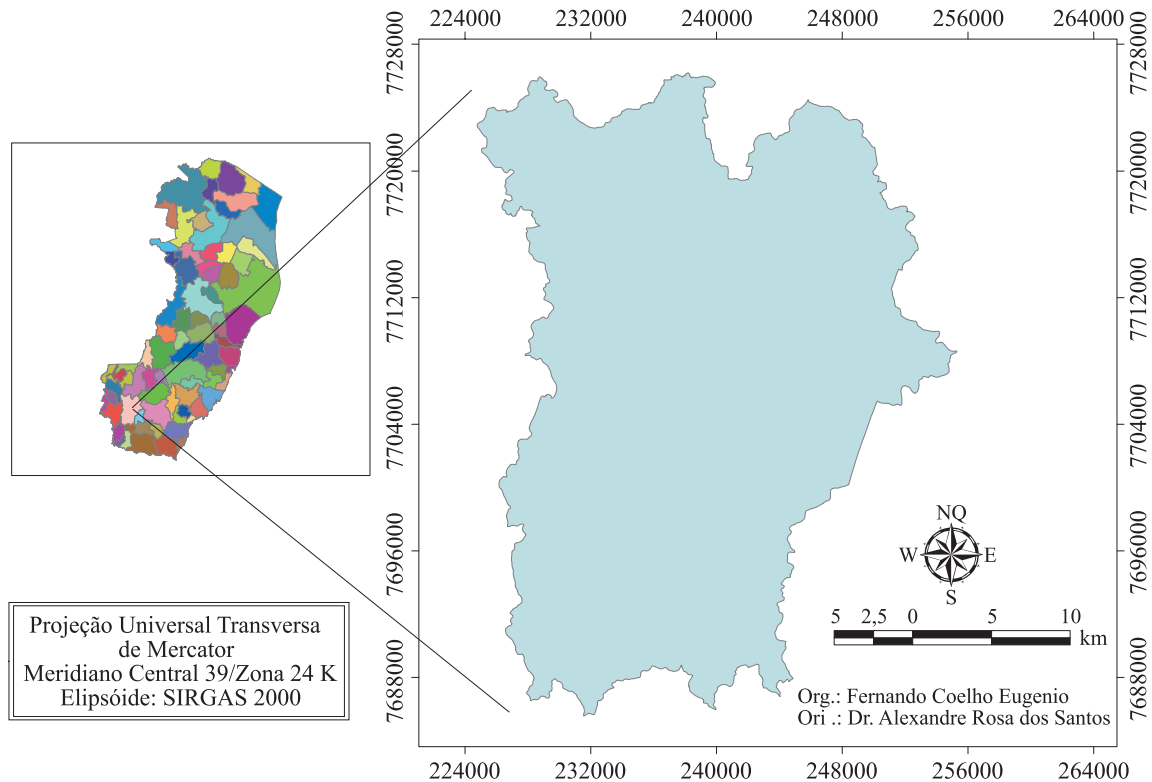 224000 232000 240000 248000 256000 264000
7728000 7728000
7720000 7720000
7712000 7712000
7704000 7704000
7696000 7696000
7688000 7688000
NQ
W E
S
5 2,5 0 5 10
km
Projeção Universal Transversa
de Mercator
Meridiano Central 39/Zona 24 K
Elipsóide: SIRGAS 2000
Org.: Fernando Coelho Eugenio
Ori .: Dr. Alexandre Rosa dos Santos
224000 232000 240000 248000 256000 264000